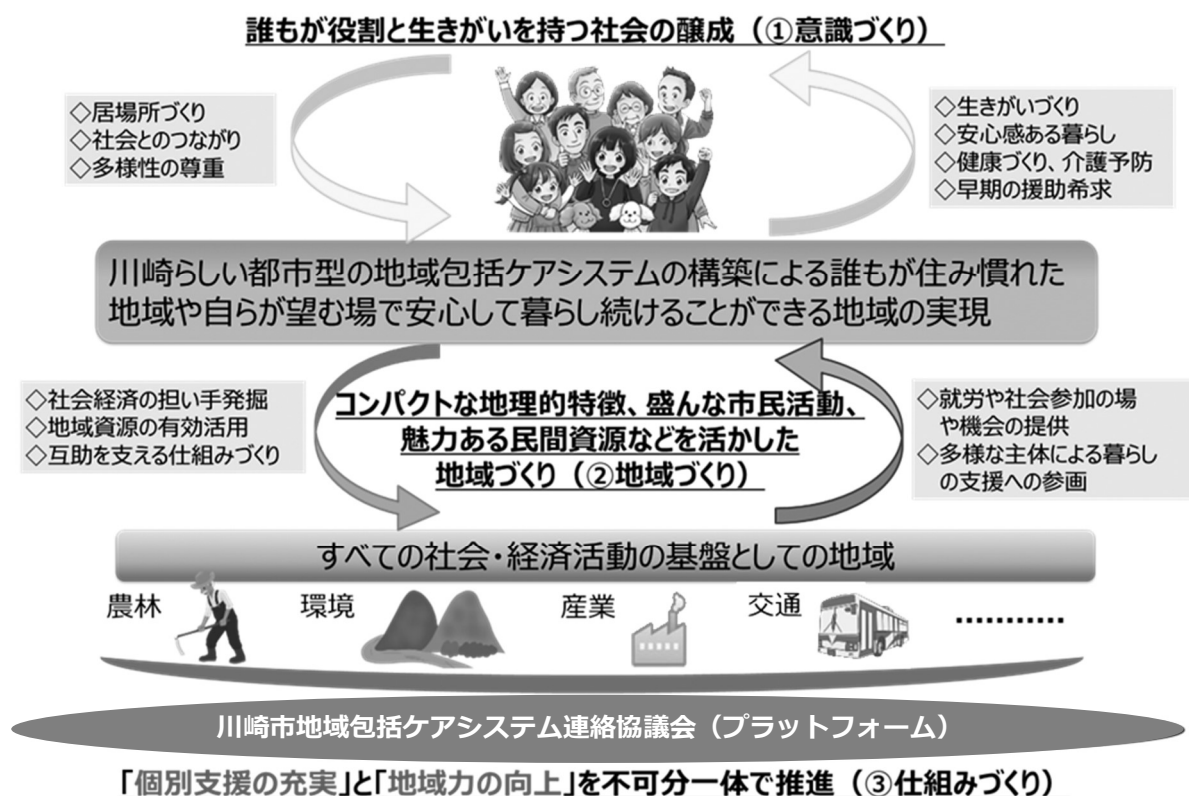 誰もが役割と生きがいを持つ社会の醸成（①意識づくり）
◇居場所づくり
◇社会とのつながり
◇多様性の尊重
◇生きがいづくり
◇安心感ある暮らし
◇健康づくり、介護予防
◇早期の援助希求
川崎らしい都市型の地域包括ケアシステムの構築による誰もが住み慣れた
地域や自らが望む場で安心して暮らし続けることができる地域の実現
◇社会経済の担い手発掘
◇地域資源の有効活用
◇互助を支える仕組みづくり
コンパクトな地理的特徴、盛んな市民活動、
魅力ある民間資源などを活かした
地域づくり（②地域づくり）
◇就労や社会参加の場
や機会の提供
◇多様な主体による暮らし
の支援への参画
すべての社会・経済活動の基盤としての地域
農林
環境
産業
交通
…………
川崎市地域包括ケアシステム連絡協議会（プラットフォーム）
「個別支援の充実」と「地域力の向上」を不可分一体で推進（③仕組みづくり）